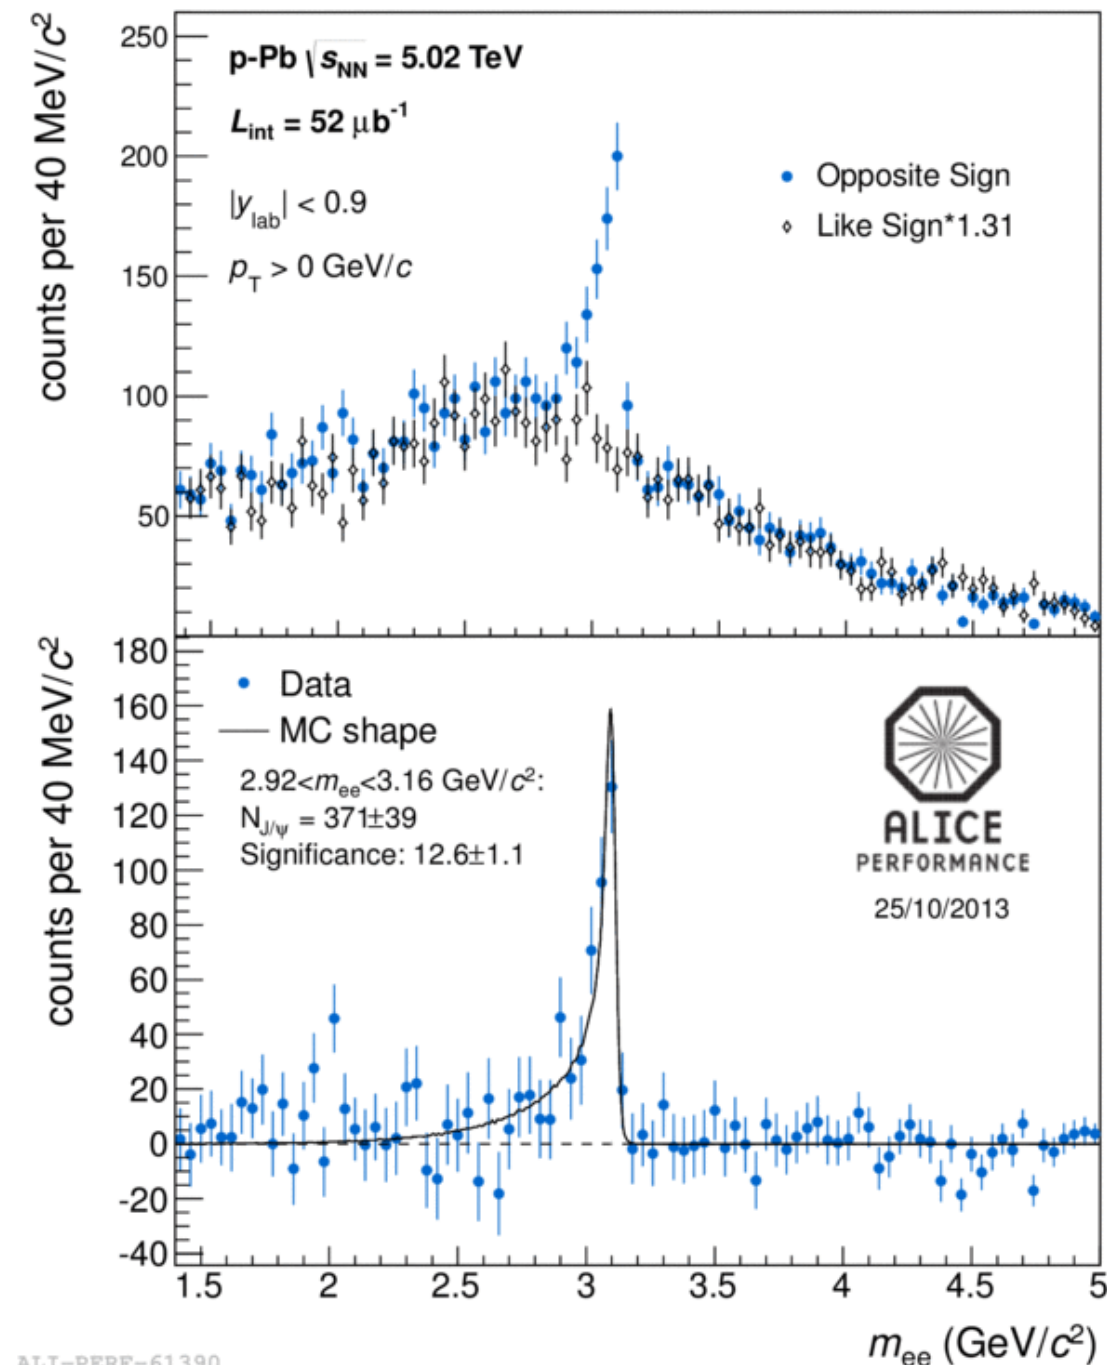 counts per 40 MeV/c²
250
200
150
100
50
p-Pb √sNN = 5.02 TeV
Lint = 52 μb⁻¹
|ylab| < 0.9
pT > 0 GeV/c
Opposite Sign
Like Sign*1.31
counts per 40 MeV/c²
180
160
140
120
100
80
60
40
20
0
-20
-40
Data
MC shape
2.92<mee<3.16 GeV/c²:
NJ/ψ = 371±39
Significance: 12.6±1.1
ALICE
PERFORMANCE
25/10/2013
1.5 2 2.5 3 3.5 4 4.5 5
mee (GeV/c²)
ALI-PERF-61390